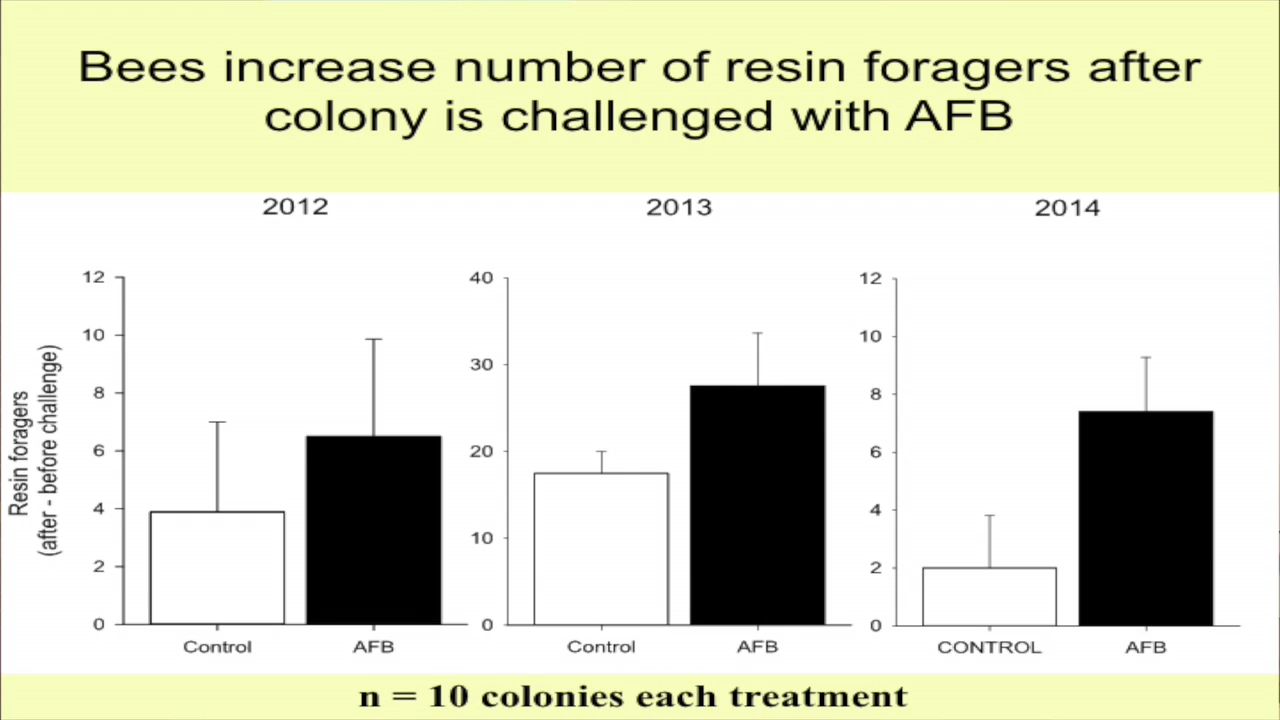 Bees increase number of resin foragers after
colony is challenged with AFB
2012
2013
2014
Resin foragers
(after - before challenge)
12
10
8
6
4
2
0
Control
AFB
40
30
20
10
0
Control
AFB
12
10
8
6
4
2
0
CONTROL
AFB
n = 10 colonies each treatment